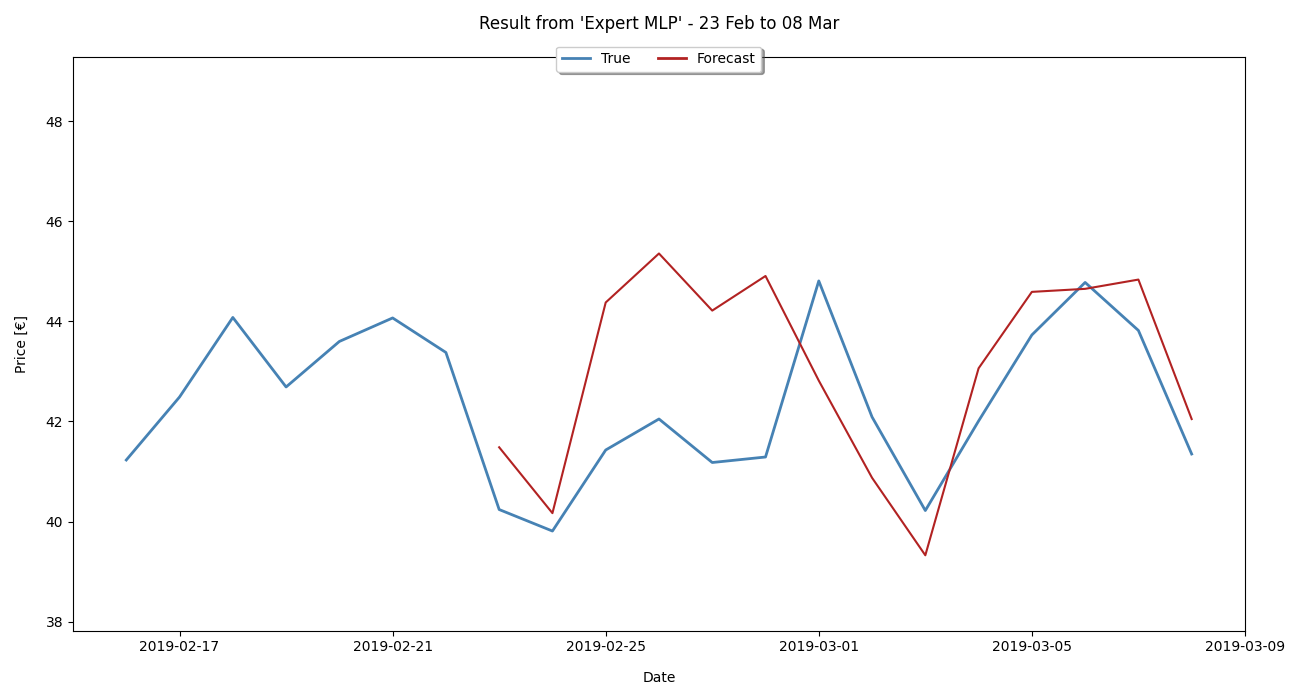 Result from 'Expert MLP' - 23 Feb to 08 Mar
True Forecast
48
46
44
42
40
38
Price [€]
2019-02-17 2019-02-21 2019-02-25 2019-03-01 2019-03-05 2019-03-09
Date